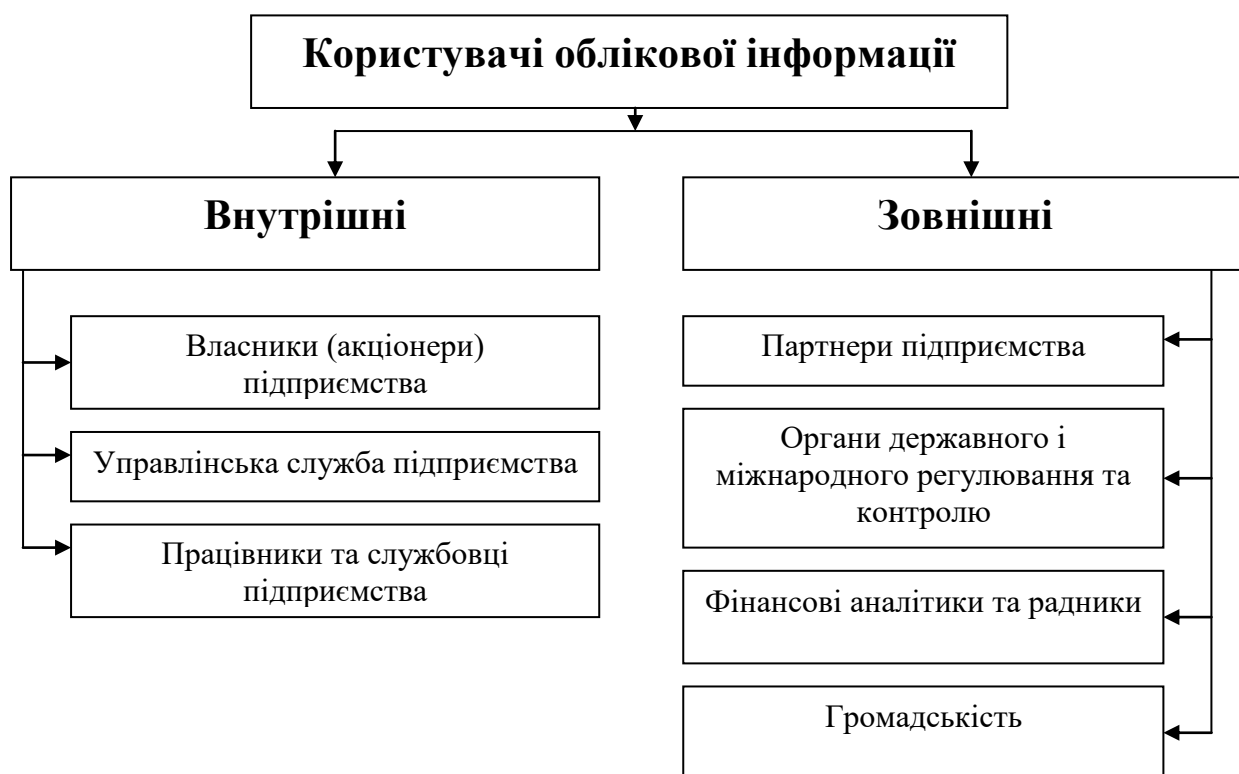 Користувачі облікової інформації
Внутрішні
Власники (акціонери)
підприємства
Управлінська служба підприємства
Працівники та службовці
підприємства
Зовнішні
Партнери підприємства
Органи державного і
міжнародного регулювання та
контролю
Фінансові аналітики та радники
Громадськість